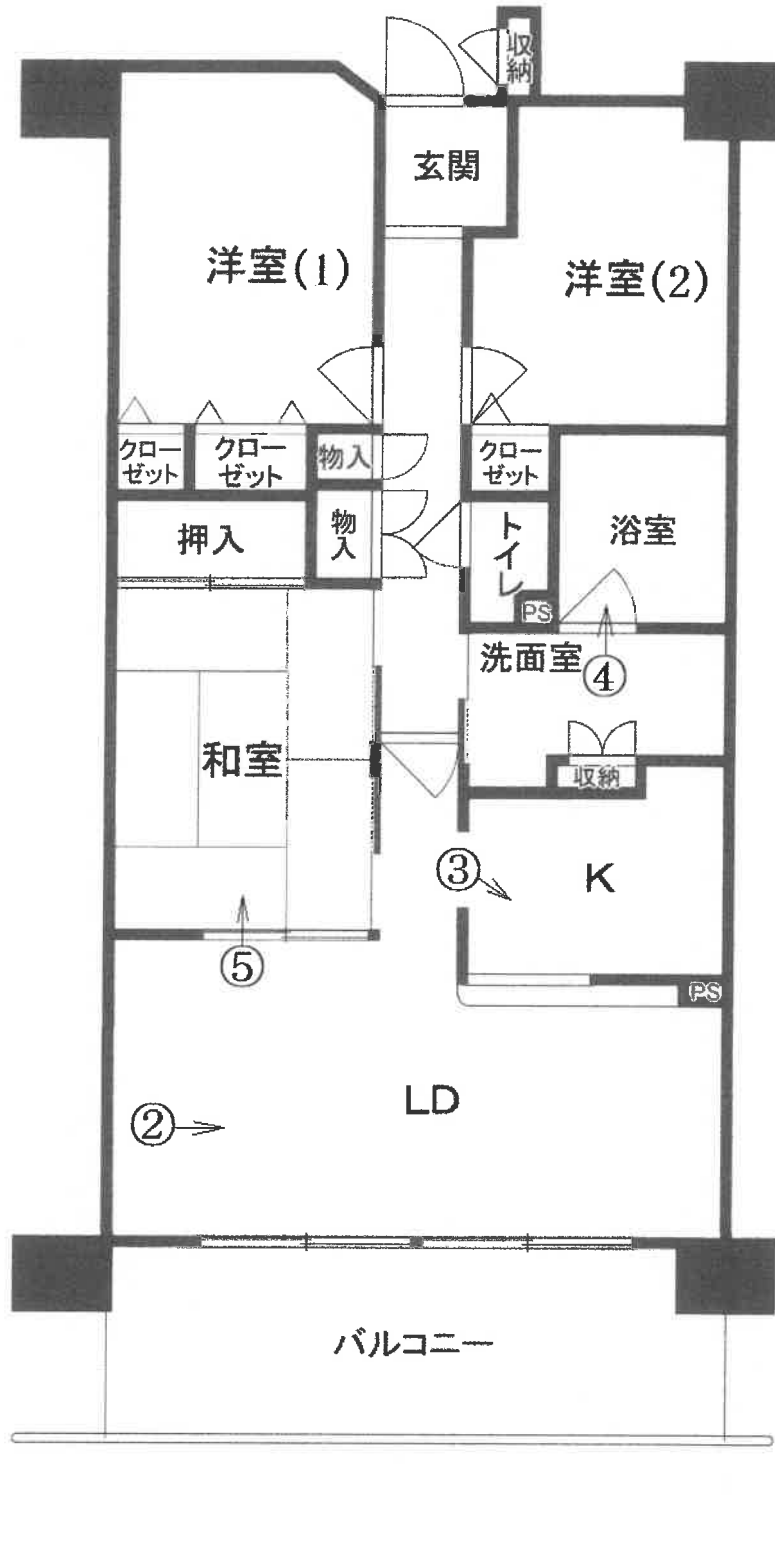 収納
玄関
洋室(1)
洋室(2)
クロー
ゼット
クロー
ゼット
物入
クロー
ゼット
押入
物入
トイレ
浴室
PS
洗面室
④
和室
収納
③
K
⑤
PS
LD
②
バルコニー